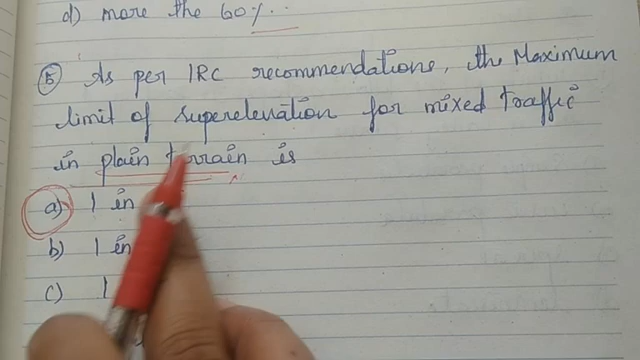 d) more the 60%.
5 As per IRC recommendations, the Maximum
limit of superelevation for mixed traffic
in plain terrain is
a) 1 in
b) 1 in
c) 1